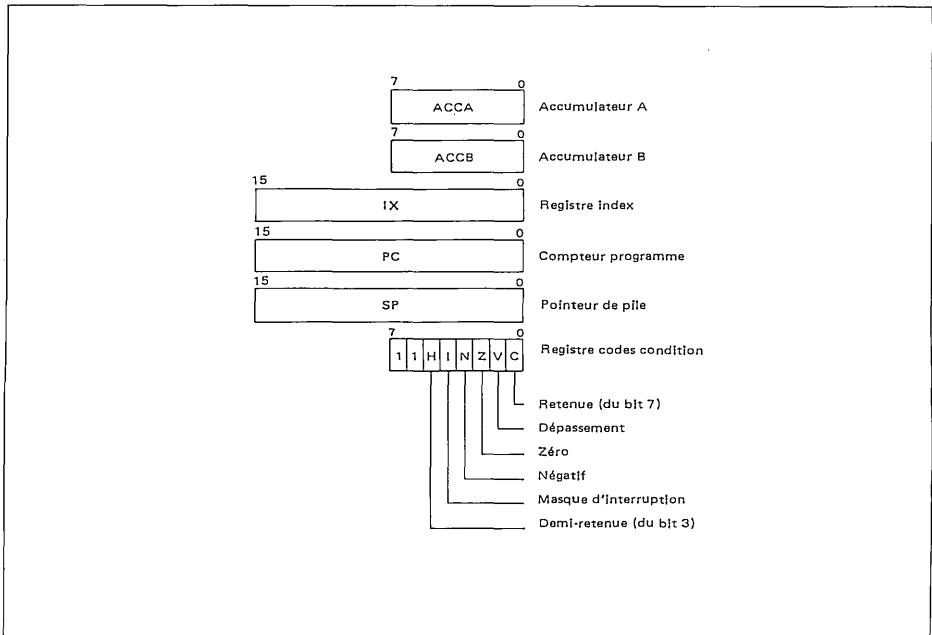 7 0
ACCA Accumulateur A
7 0
ACCB Accumulateur B
15 0
IX Registre index
15 0
PC Compteur programme
15 0
SP Pointeur de pile
7 0
1 1 H I N Z V C Registre codes condition
Retenue (du bit 7)
Dépassement
Zéro
Négatif
Masque d'interruption
Demi-retenue (du bit 3)